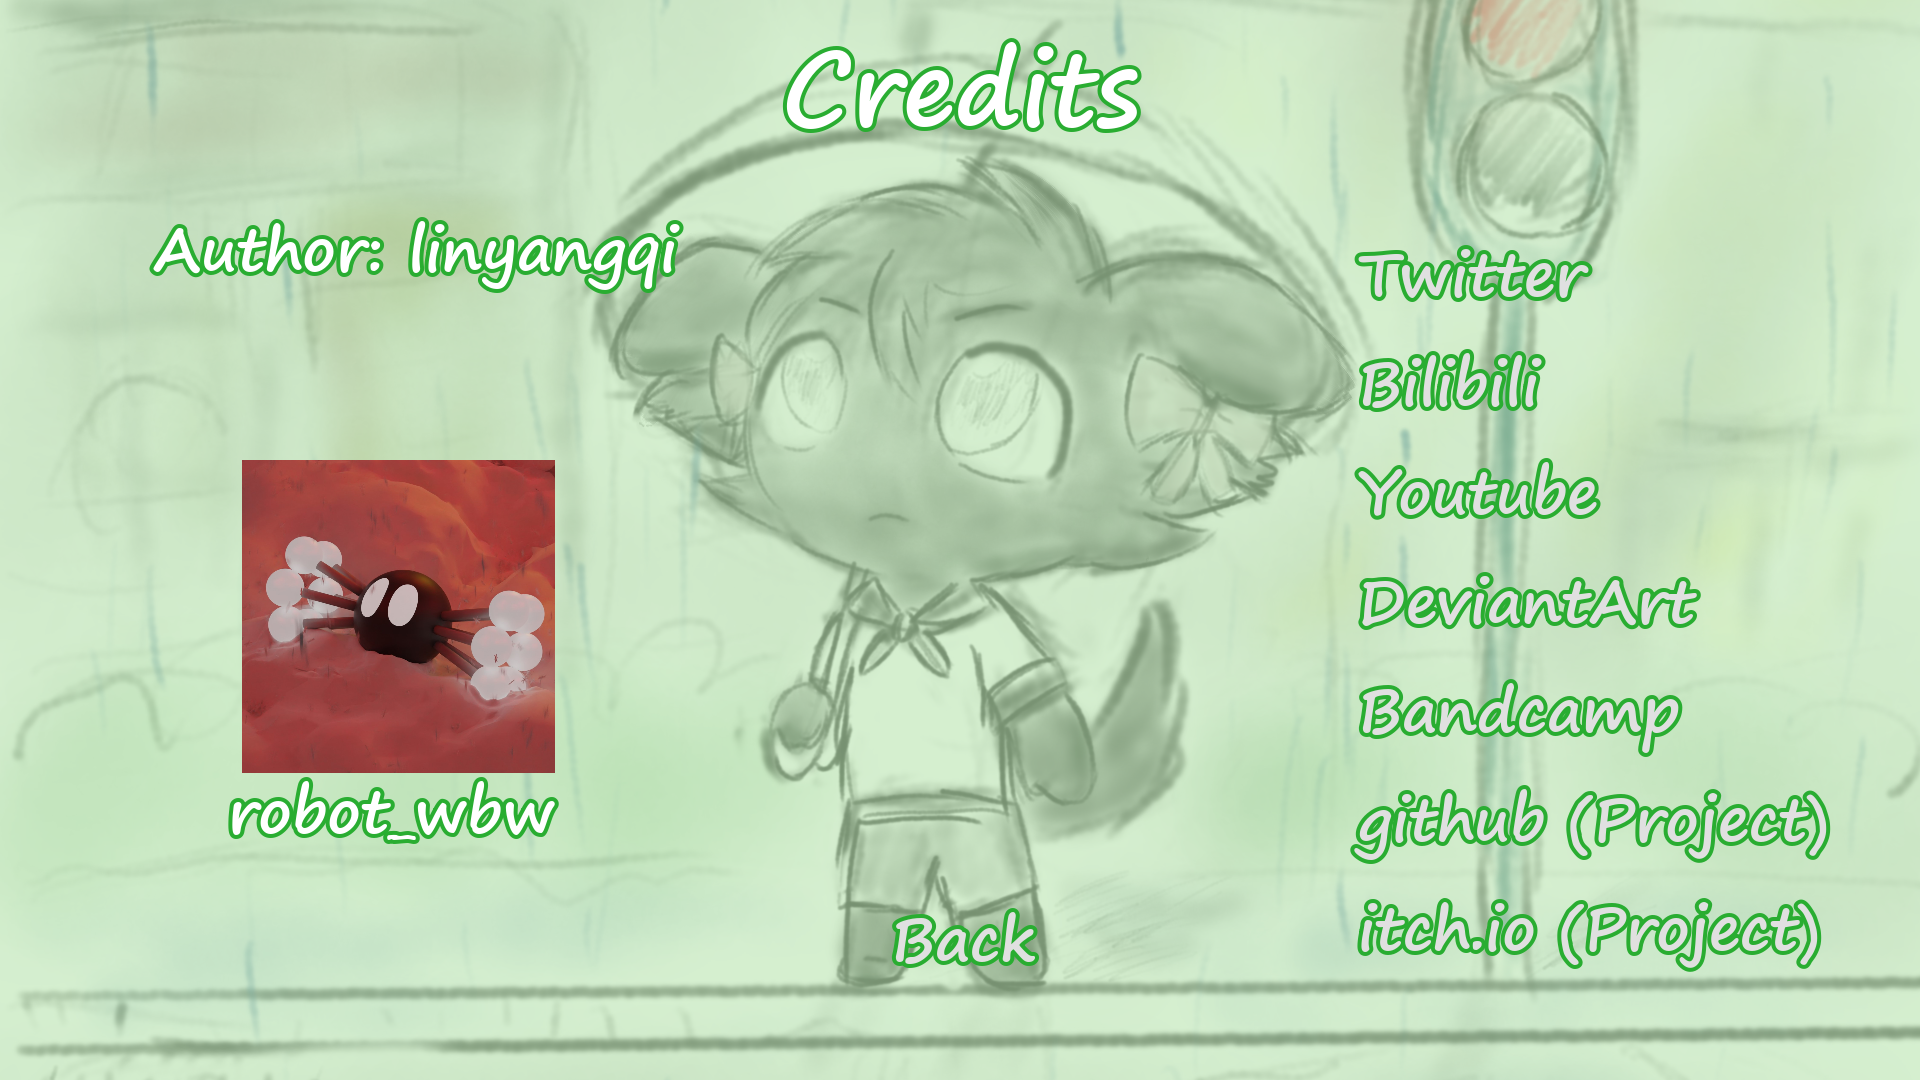 Credits
Author: linyangqi
robot_wbw
Twitter
Bilibili
Youtube
DeviantArt
Bandcamp
github (Project)
itch.io (Project)
Back